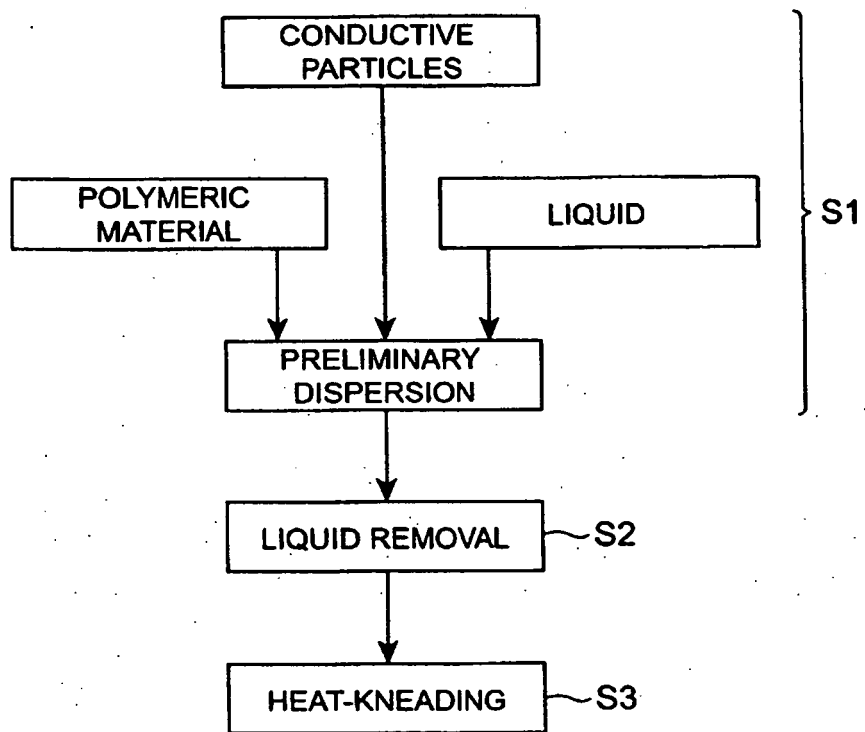 CONDUCTIVE
PARTICLES
POLYMERIC
MATERIAL
LIQUID
S1
PRELIMINARY
DISPERSION
LIQUID REMOVAL
S2
HEAT-KNEADING
S3